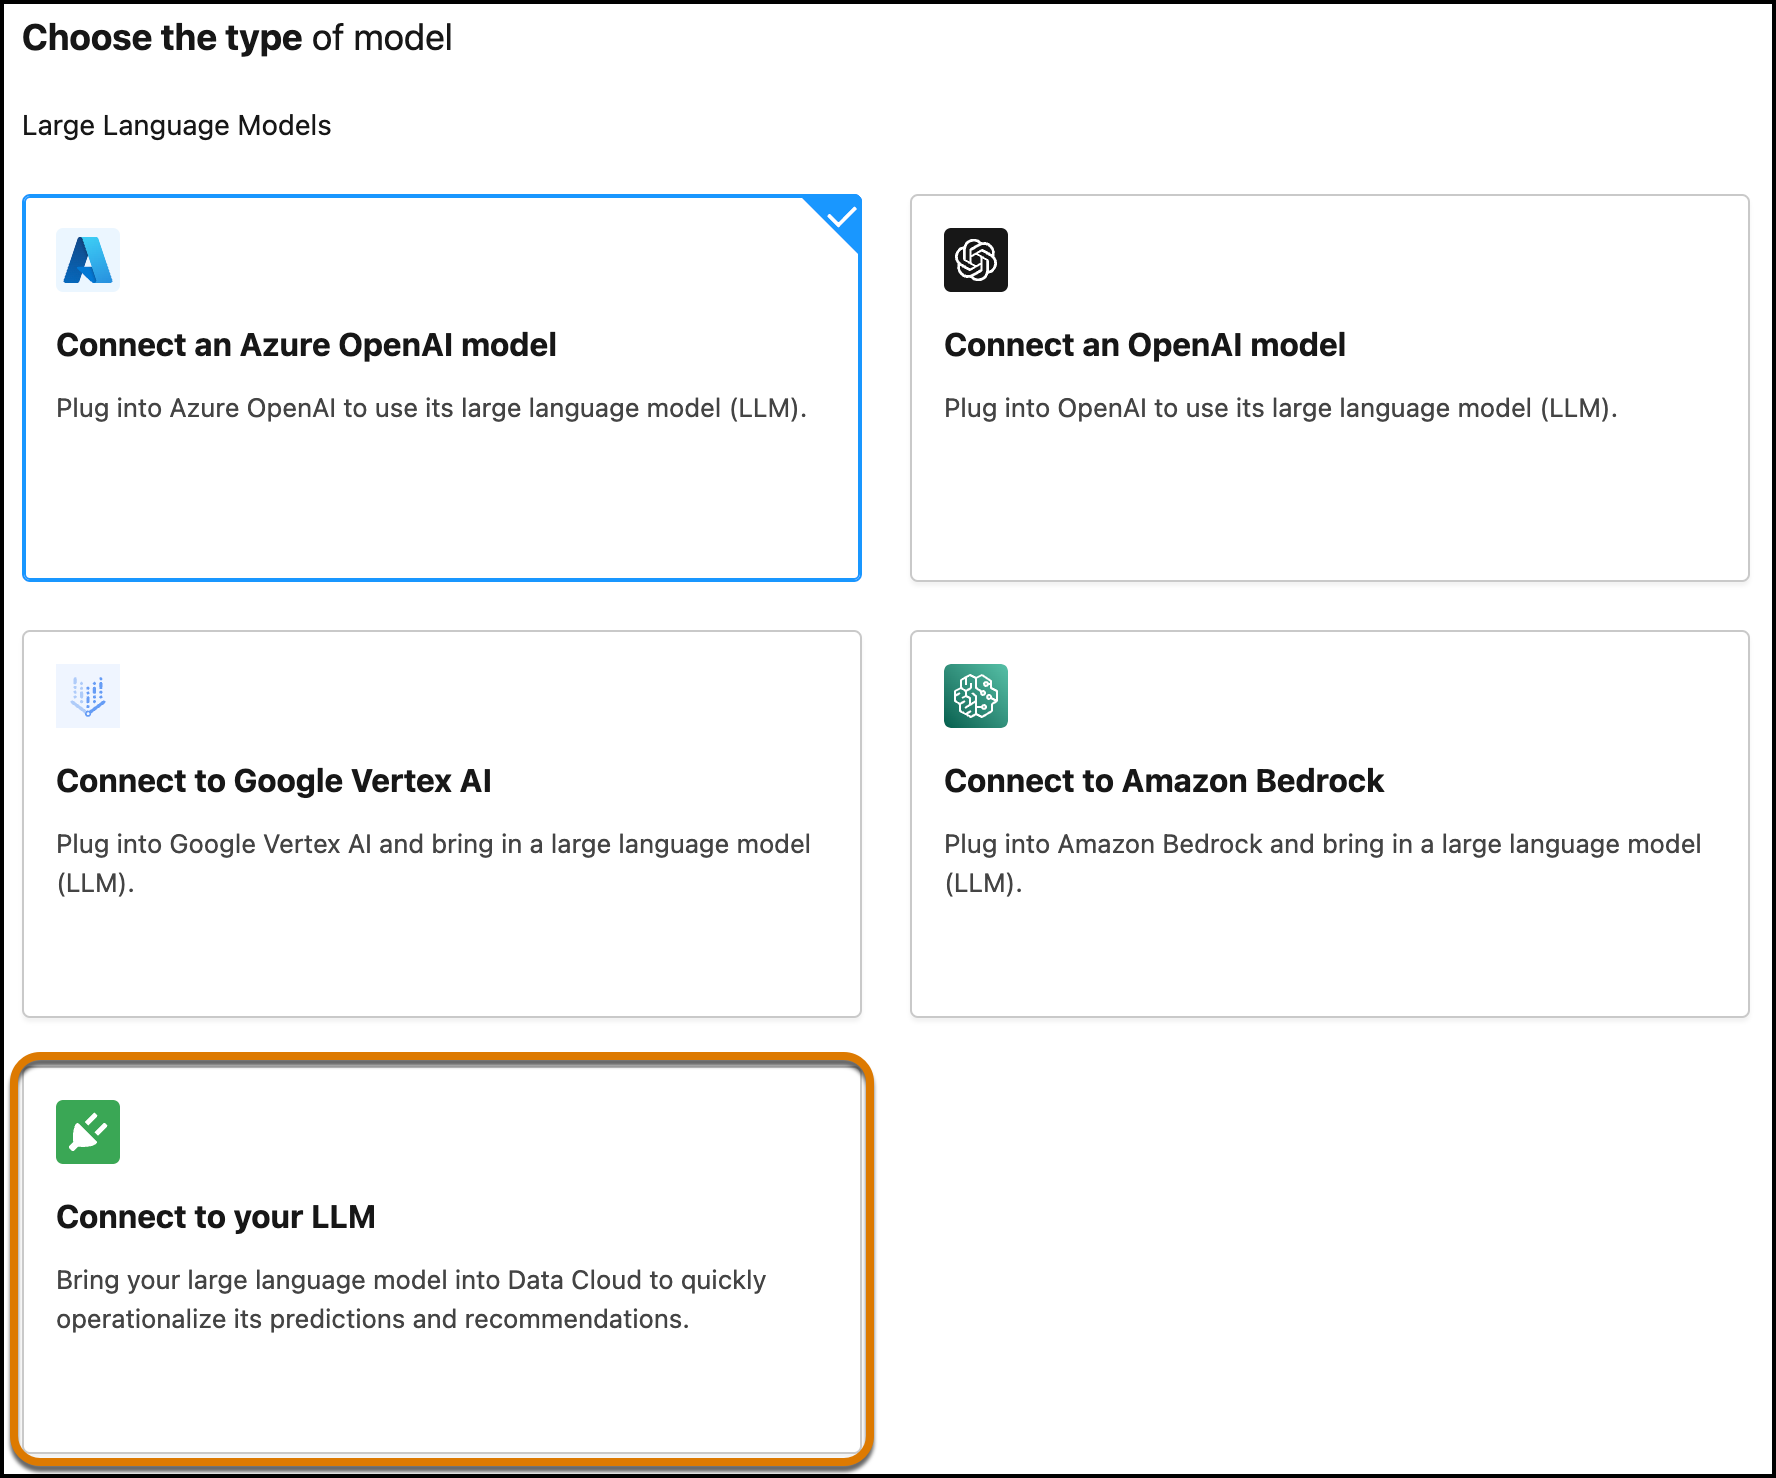 Choose the type of model
Large Language Models
Connect an Azure OpenAI model
Plug into Azure OpenAI to use its large language model (LLM).
Connect an OpenAI model
Plug into OpenAI to use its large language model (LLM).
Connect to Google Vertex AI
Plug into Google Vertex AI and bring in a large language model
(LLM).
Connect to Amazon Bedrock
Plug into Amazon Bedrock and bring in a large language model
(LLM).
Connect to your LLM
Bring your large language model into Data Cloud to quickly
operationalize its predictions and recommendations.